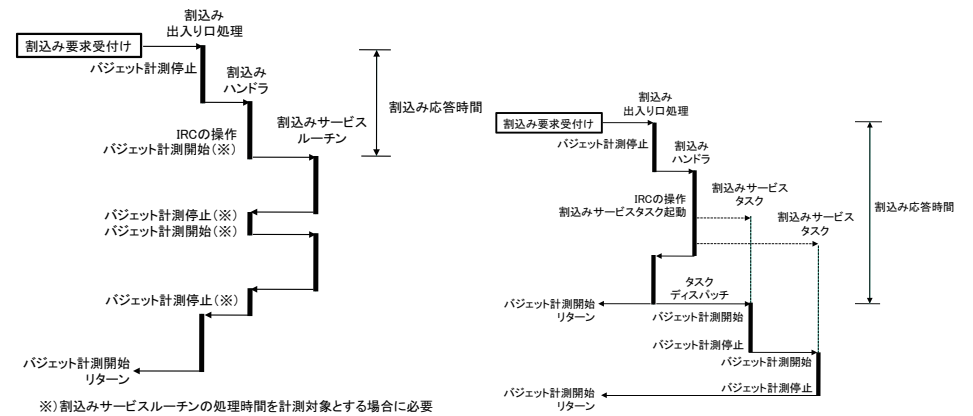 割込み
出入り口処理
割込み要求受付け
バジェット計測停止
割込み
ハンドラ
割込み応答時間
割込みサービス
ルーチン
IRCの操作
バジェット計測開始(※)
バジェット計測停止(※)
バジェット計測開始(※)
バジェット計測停止(※)
バジェット計測開始
リターン
※)割込みサービスルーチンの処理時間を計測対象とする場合に必要
割込み
出入り口処理
割込み要求受付け
バジェット計測停止
割込み
ハンドラ
IRCの操作
割込みサービスタスク起動
割込みサービス
タスク
割込みサービス
タスク
割込み応答時間
タスク
ディスパッチ
バジェット計測開始
リターン
バジェット計測開始
バジェット計測停止
バジェット計測開始
バジェット計測停止
バジェット計測開始
リターン